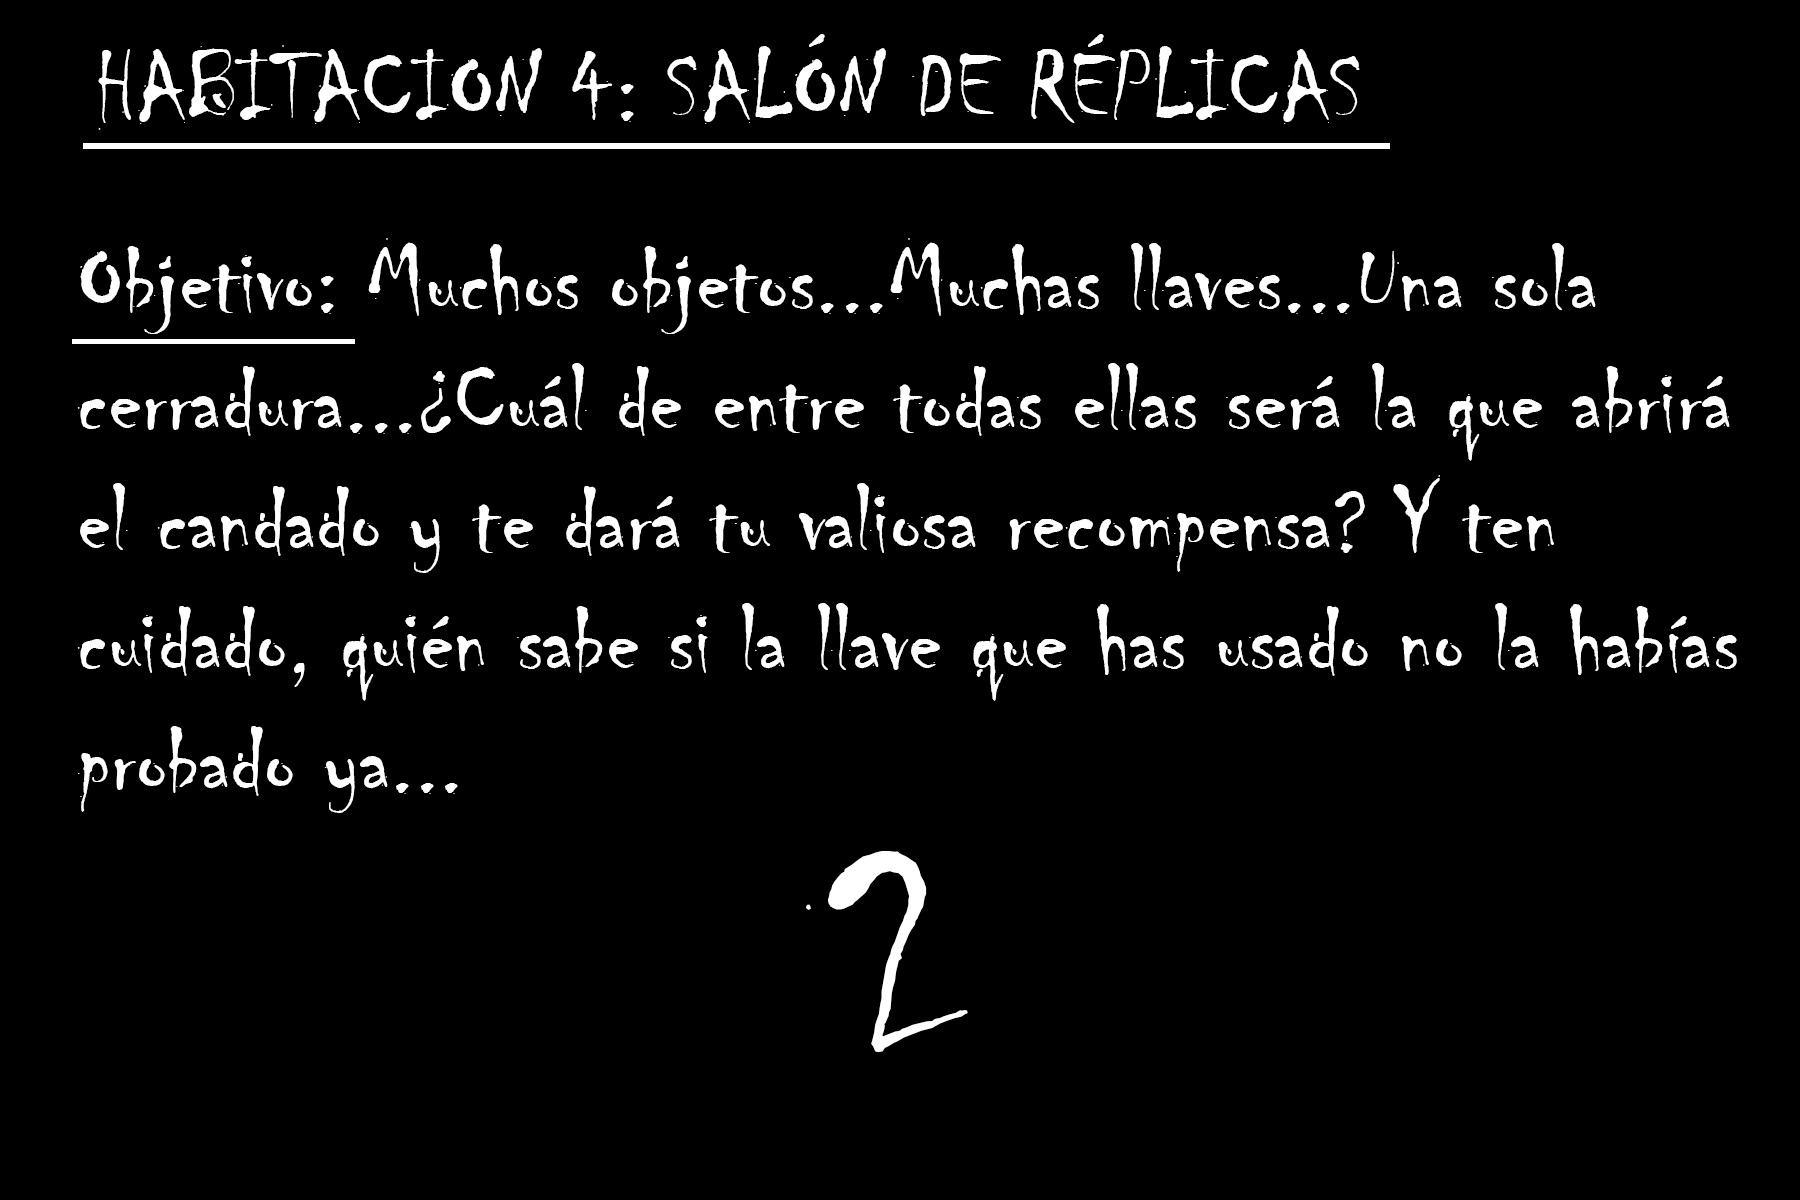 HABITACION 4: SALÓN DE RÉPLICAS
Objetivo: Muchos objetos...Muchas llaves...Una sola
cerradura...¿Cuál de entre todas ellas será la que abrirá
el candado y te dará tu valiosa recompensa? Y ten
cuidado, quién sabe si la llave que has usado no la habías
probado ya...
2